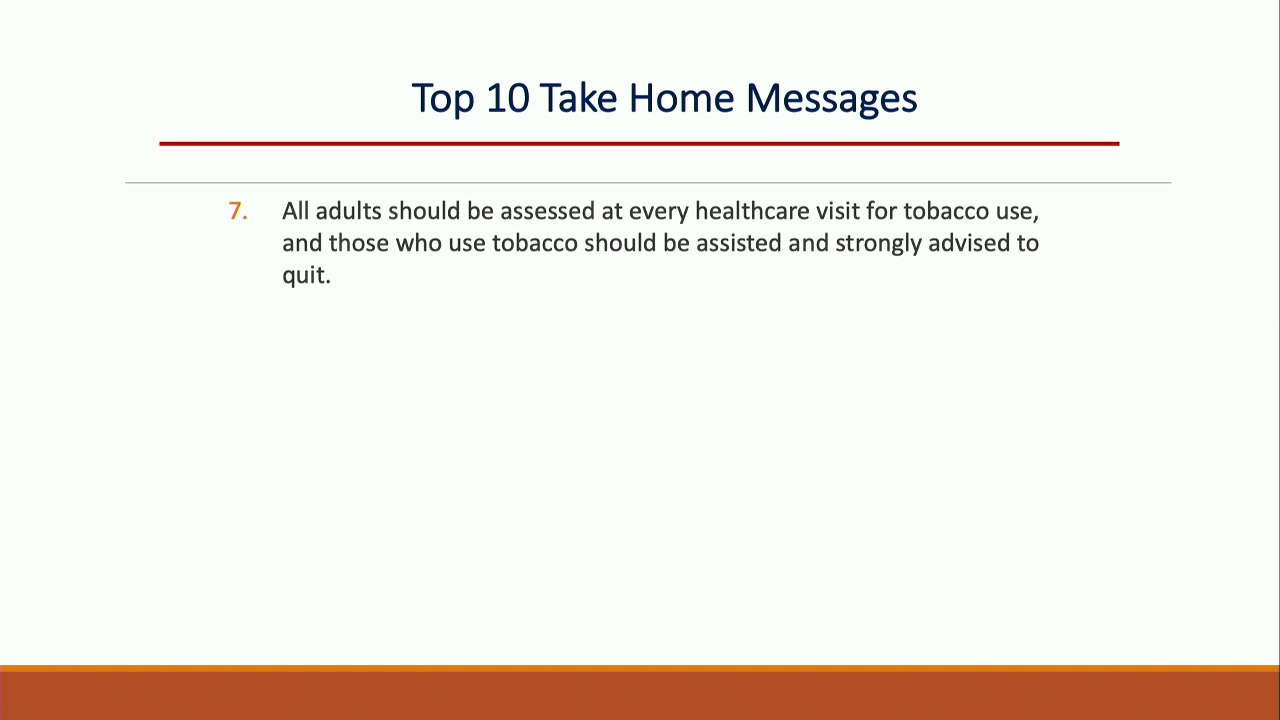 Top 10 Take Home Messages
7. All adults should be assessed at every healthcare visit for tobacco use,
and those who use tobacco should be assisted and strongly advised to
quit.